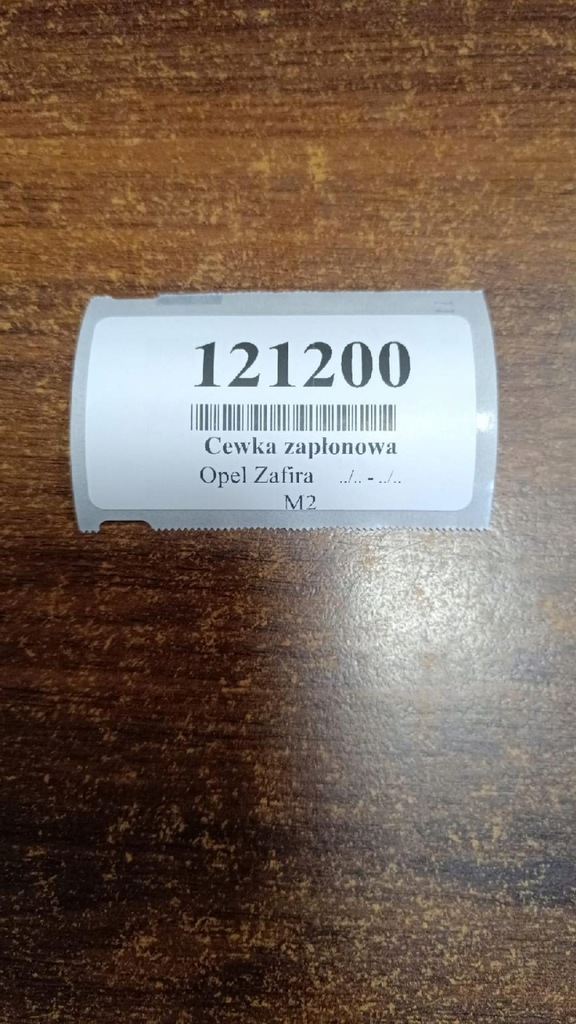 121200
Cewka zapłonowa
Opel Zafira ../.. - ../..
M2